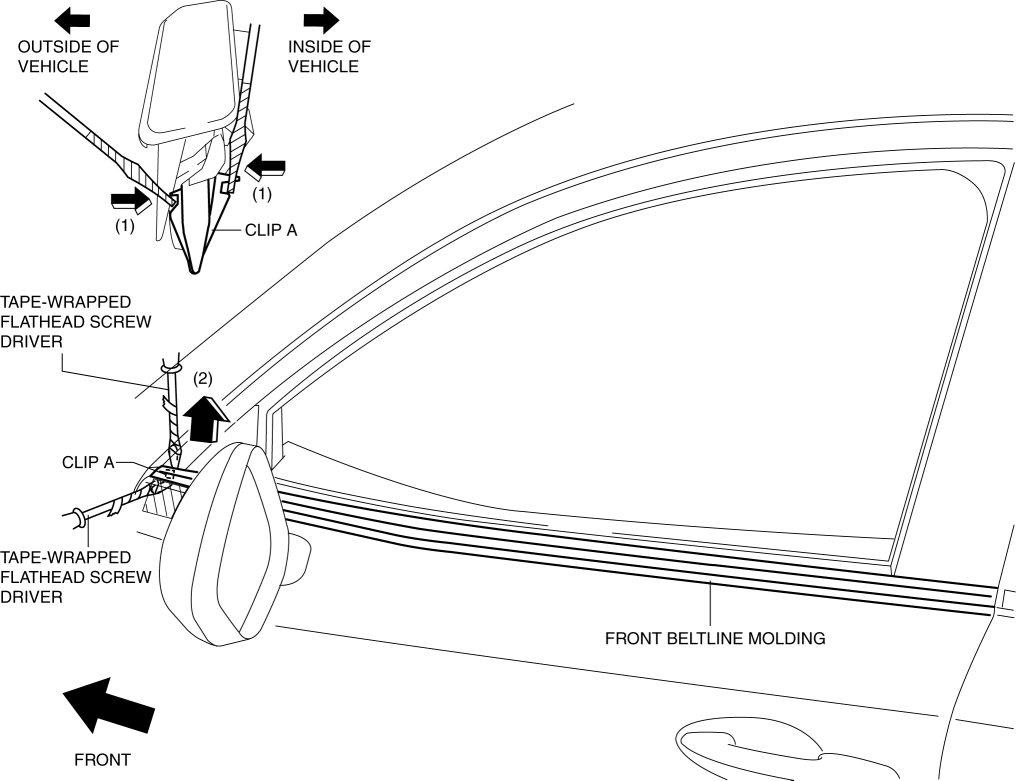 OUTSIDE OF
VEHICLE
INSIDE OF
VEHICLE
(1)
(1)
CLIP A
TAPE-WRAPPED
FLATHEAD SCREW
DRIVER
(2)
CLIP A
TAPE-WRAPPED
FLATHEAD SCREW
DRIVER
FRONT BELTLINE MOLDING
FRONT